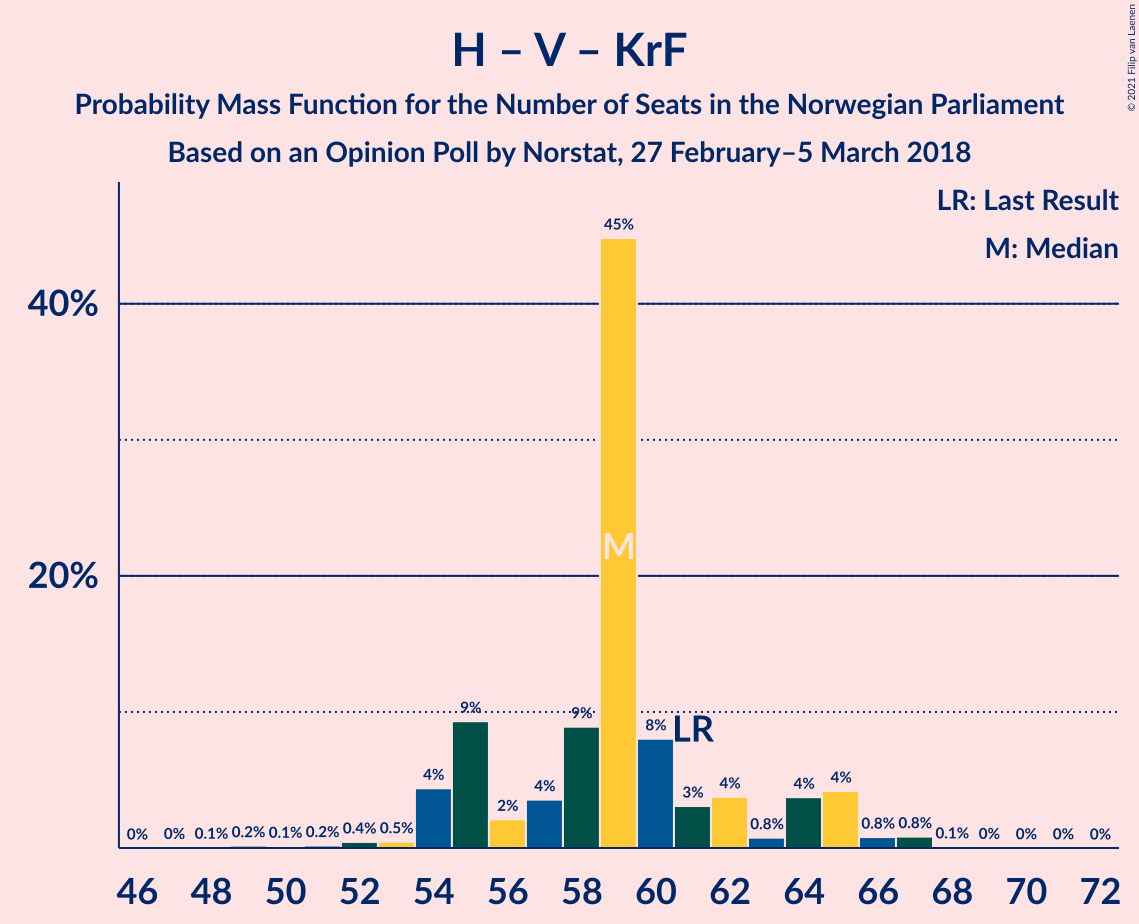 H – V – KrF
Probability Mass Function for the Number of Seats in the Norwegian Parliament
Based on an Opinion Poll by Norstat, 27 February–5 March 2018
© 2021 Filip van Laenen
LR: Last Result
M: Median
40%
20%
0% 0% 0.1% 0.2% 0.1% 0.2% 0.4% 0.5% 4% 9% 2% 4% 9% 45% 8% 3% 4% 0.8% 4% 4% 0.8% 0.8% 0.1% 0% 0% 0% 0%
M
LR
46 48 50 52 54 56 58 60 62 64 66 68 70 72